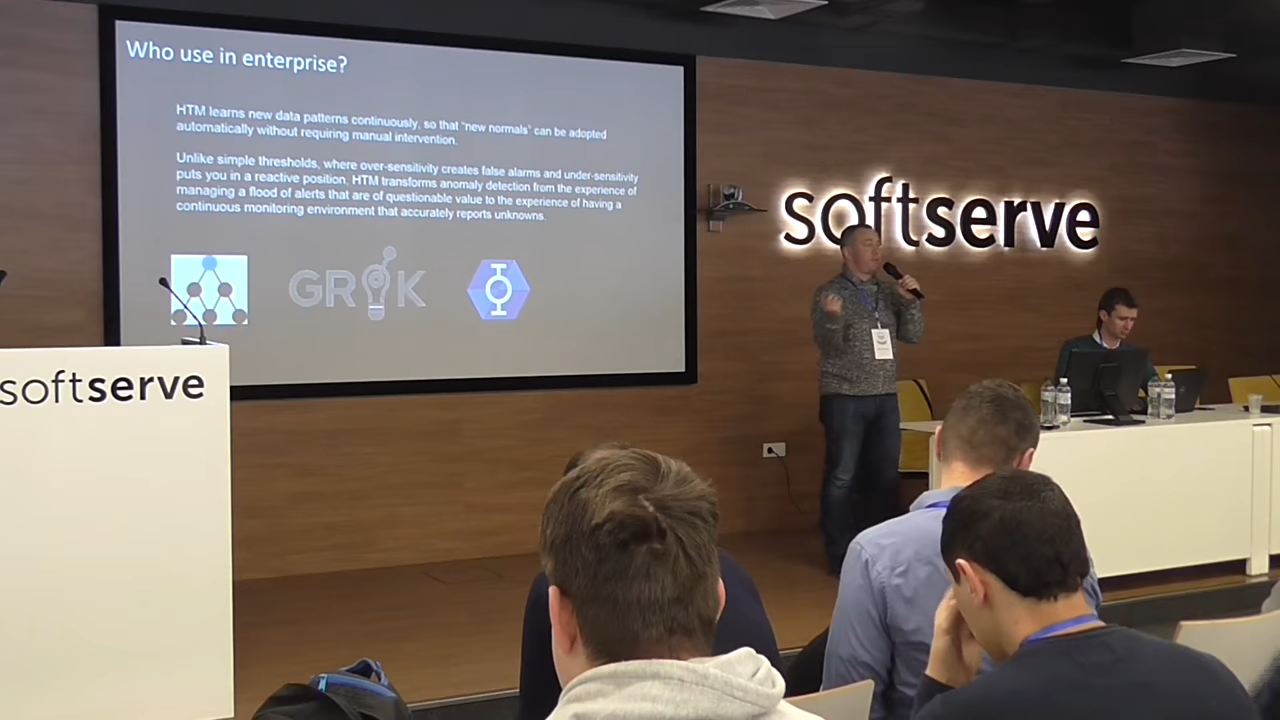 Who use in enterprise?
HTM learns new data patterns continuously, so that "new normals" can be adopted
automatically without requiring manual intervention.
Unlike simple thresholds, where over-sensitivity creates false alarms and under-sensitivity
puts you in a reactive position, HTM transforms anomaly detection from the experience of
managing a flood of alerts that are of questionable value to the experience of having a
continuous monitoring environment that accurately reports unknowns.
GROK
softserve
softserve